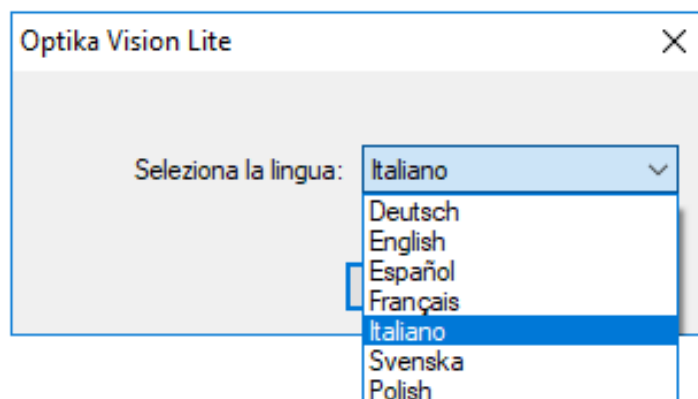 Optika Vision Lite
Seleziona la lingua: Italiano
Deutsch
English
Español
Français
Italiano
Svenska
Polish